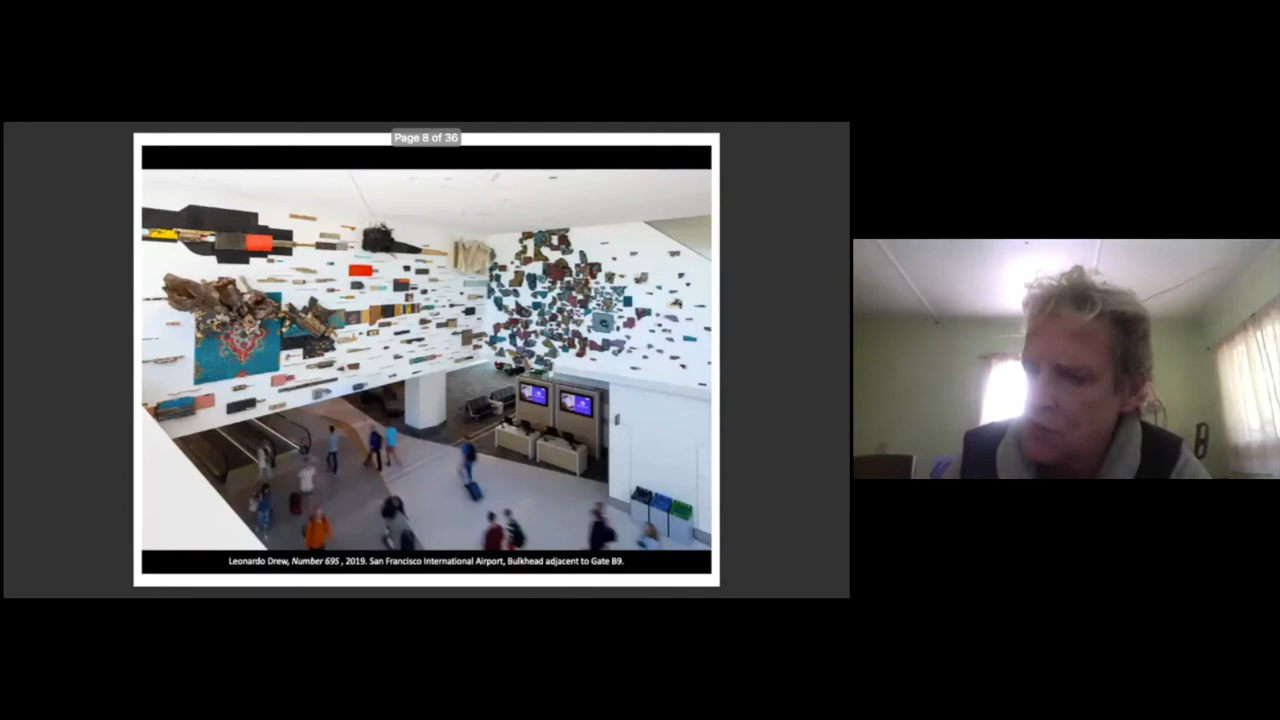 Page 8 of 36
Leonardo Drew, Number 69S , 2019. San Francisco International Airport, Bulkhead adjacent to Gate B9.